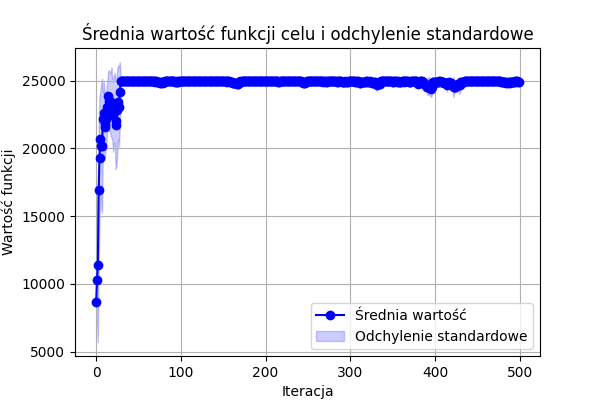 Średnia wartość funkcji celu i odchylenie standardowe
Wartość funkcji
25000
20000
15000
10000
5000
0 100 200 300 400 500
Iteracja
Średnia wartość
Odchylenie standardowe